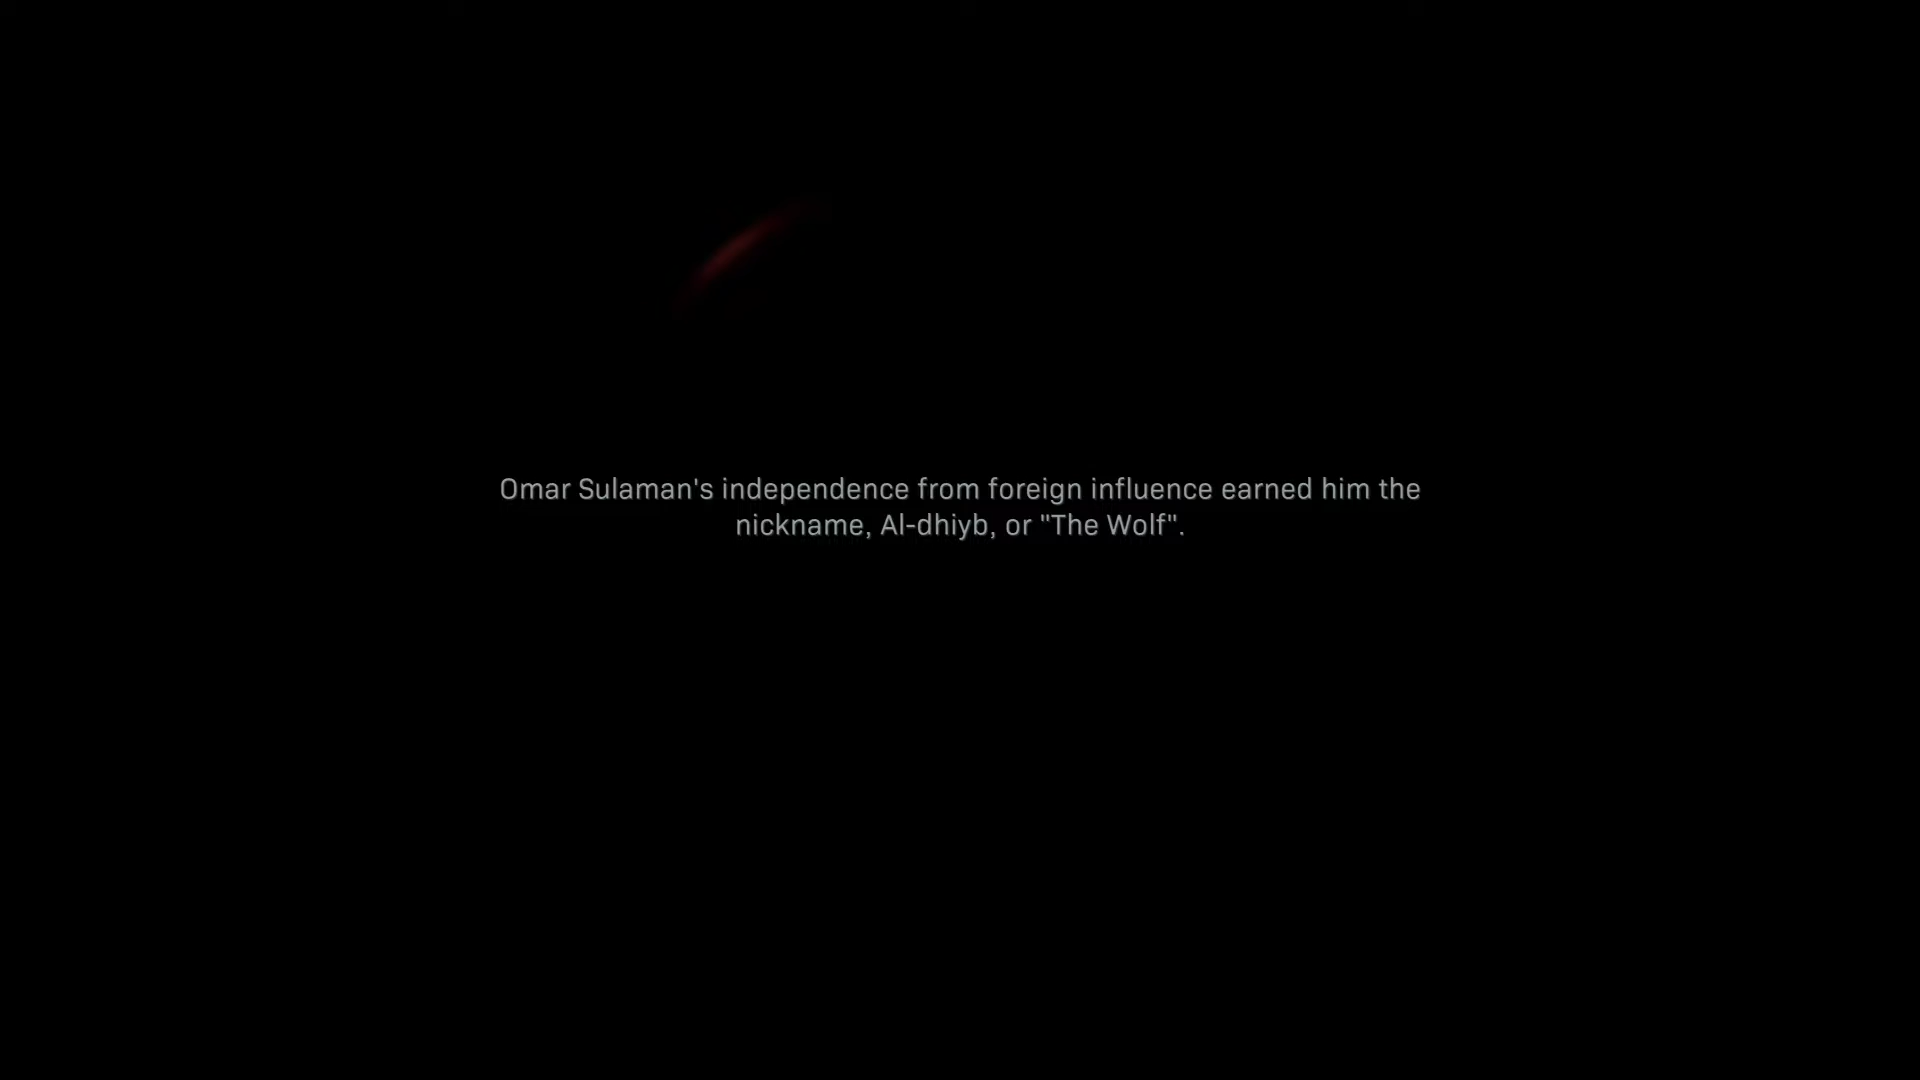 Omar Sulaman's independence from foreign influence earned him the
nickname, Al-dhiyb, or "The Wolf".